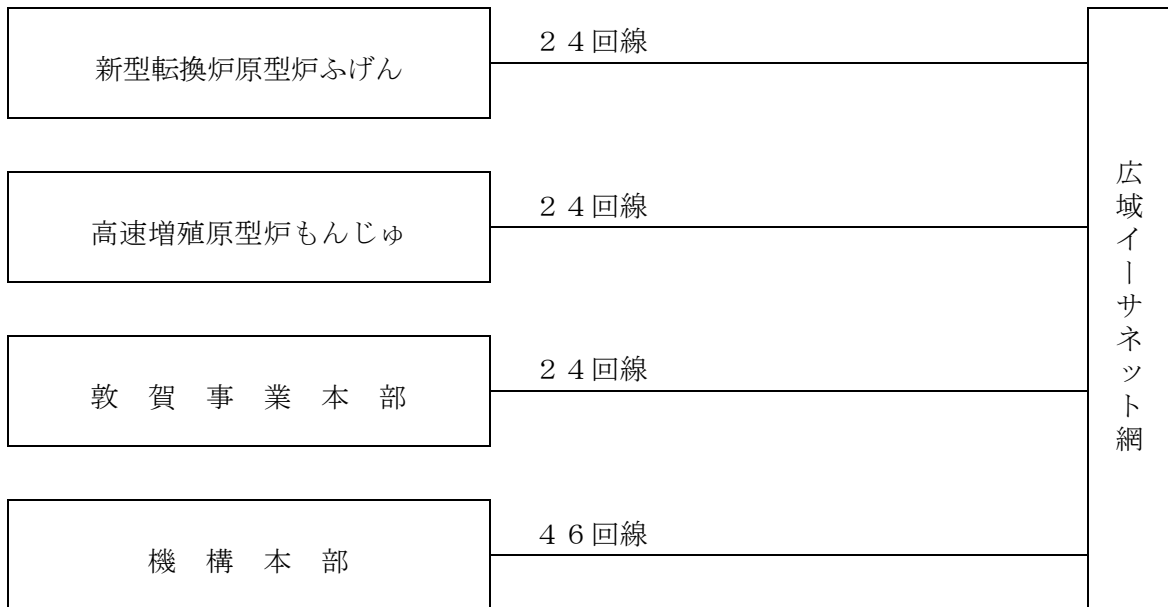 新型転換炉原型炉ふげん
２４回線
高速増殖原型炉もんじゅ
２４回線
敦　賀　事　業　本　部
２４回線
機　構　本　部
４６回線
広域イーサネット網